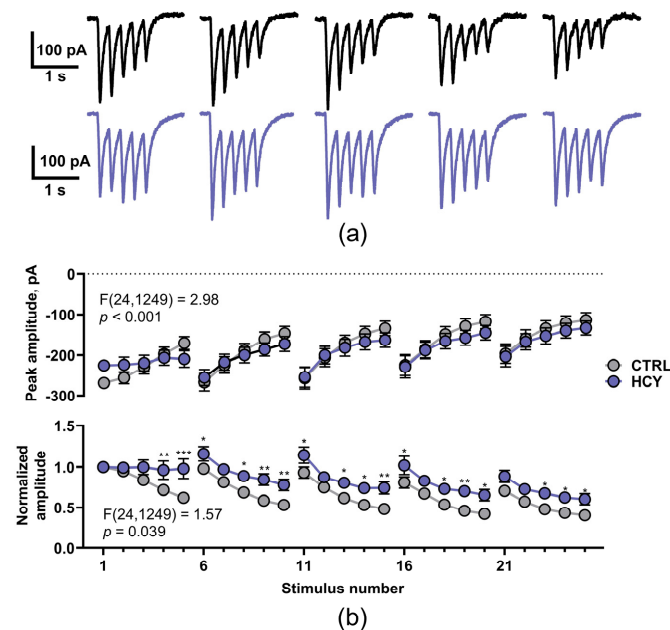 100 pA
1 s
100 pA
1 s
(a)
Peak amplitude, pA
0
-100
-200
-300
F(24,1249) = 2.98
p < 0.001
CTRL
HCY
Normalized
amplitude
1.5
1.0
0.5
0.0
** *** * * ** ** * * * ** * * ** * * * * *
F(24,1249) = 1.57
p = 0.039
1 6 11 16 21
Stimulus number
(b)